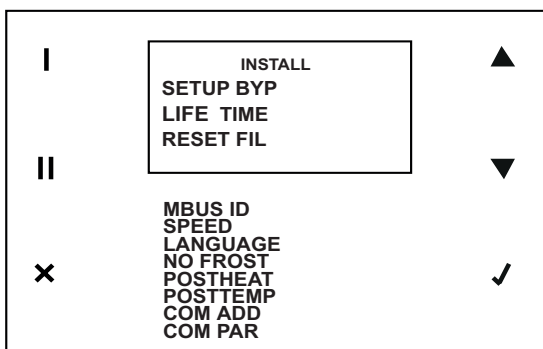 I
INSTALL
SETUP BYP
LIFE TIME
RESET FIL
II
MBUS ID
SPEED
LANGUAGE
NO FROST
POSTHEAT
POSTTEMP
COM ADD
COM PAR